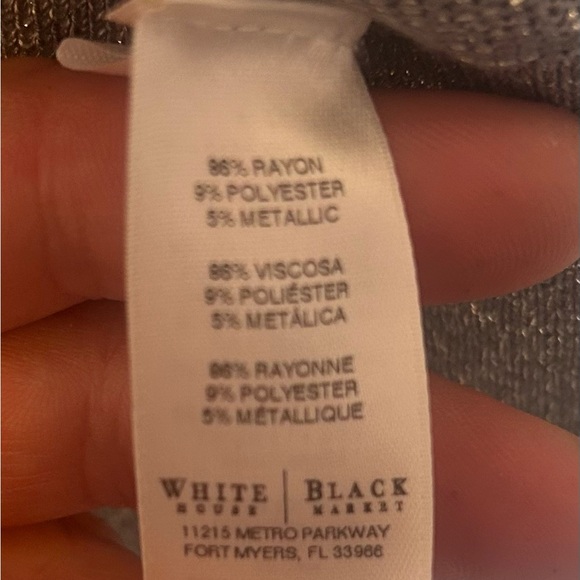 86% RAYON
9% POLYESTER
5% METALLIC
86% VISCOSA
9% POLIÉSTER
5% METÁLICA
86% RAYONNE
9% POLYESTER
5% MÉTALLIQUE
WHITE | BLACK
HOUSE | MARKET
11215 METRO PARKWAY
FORT MYERS, FL 33966